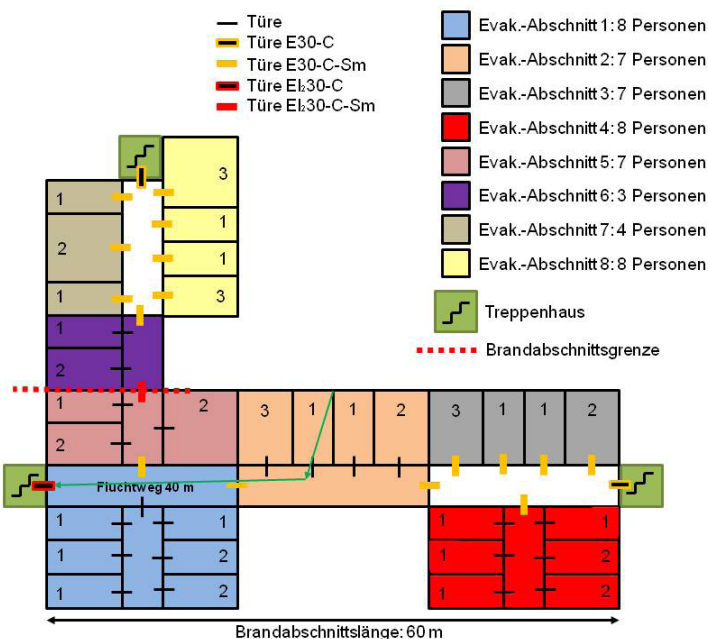 Türe
Türe E30-C
Türe E30-C-Sm
Türe EI₂30-C
Türe EI₂30-C-Sm
Evak.-Abschnitt 1: 8 Personen
Evak.-Abschnitt 2: 7 Personen
Evak.-Abschnitt 3: 7 Personen
Evak.-Abschnitt 4: 8 Personen
Evak.-Abschnitt 5: 7 Personen
Evak.-Abschnitt 6: 3 Personen
Evak.-Abschnitt 7: 4 Personen
Evak.-Abschnitt 8: 8 Personen
Treppenhaus
Brandabschnittsgrenze
3
1
1
2
1
1
3
1
2
1
2
2
3
1
1
2
3
1
1
2
Fluchtweg 40 m
1
1
1
1
1
2
1
2
1
2
1
2
Brandabschnittslänge: 60 m